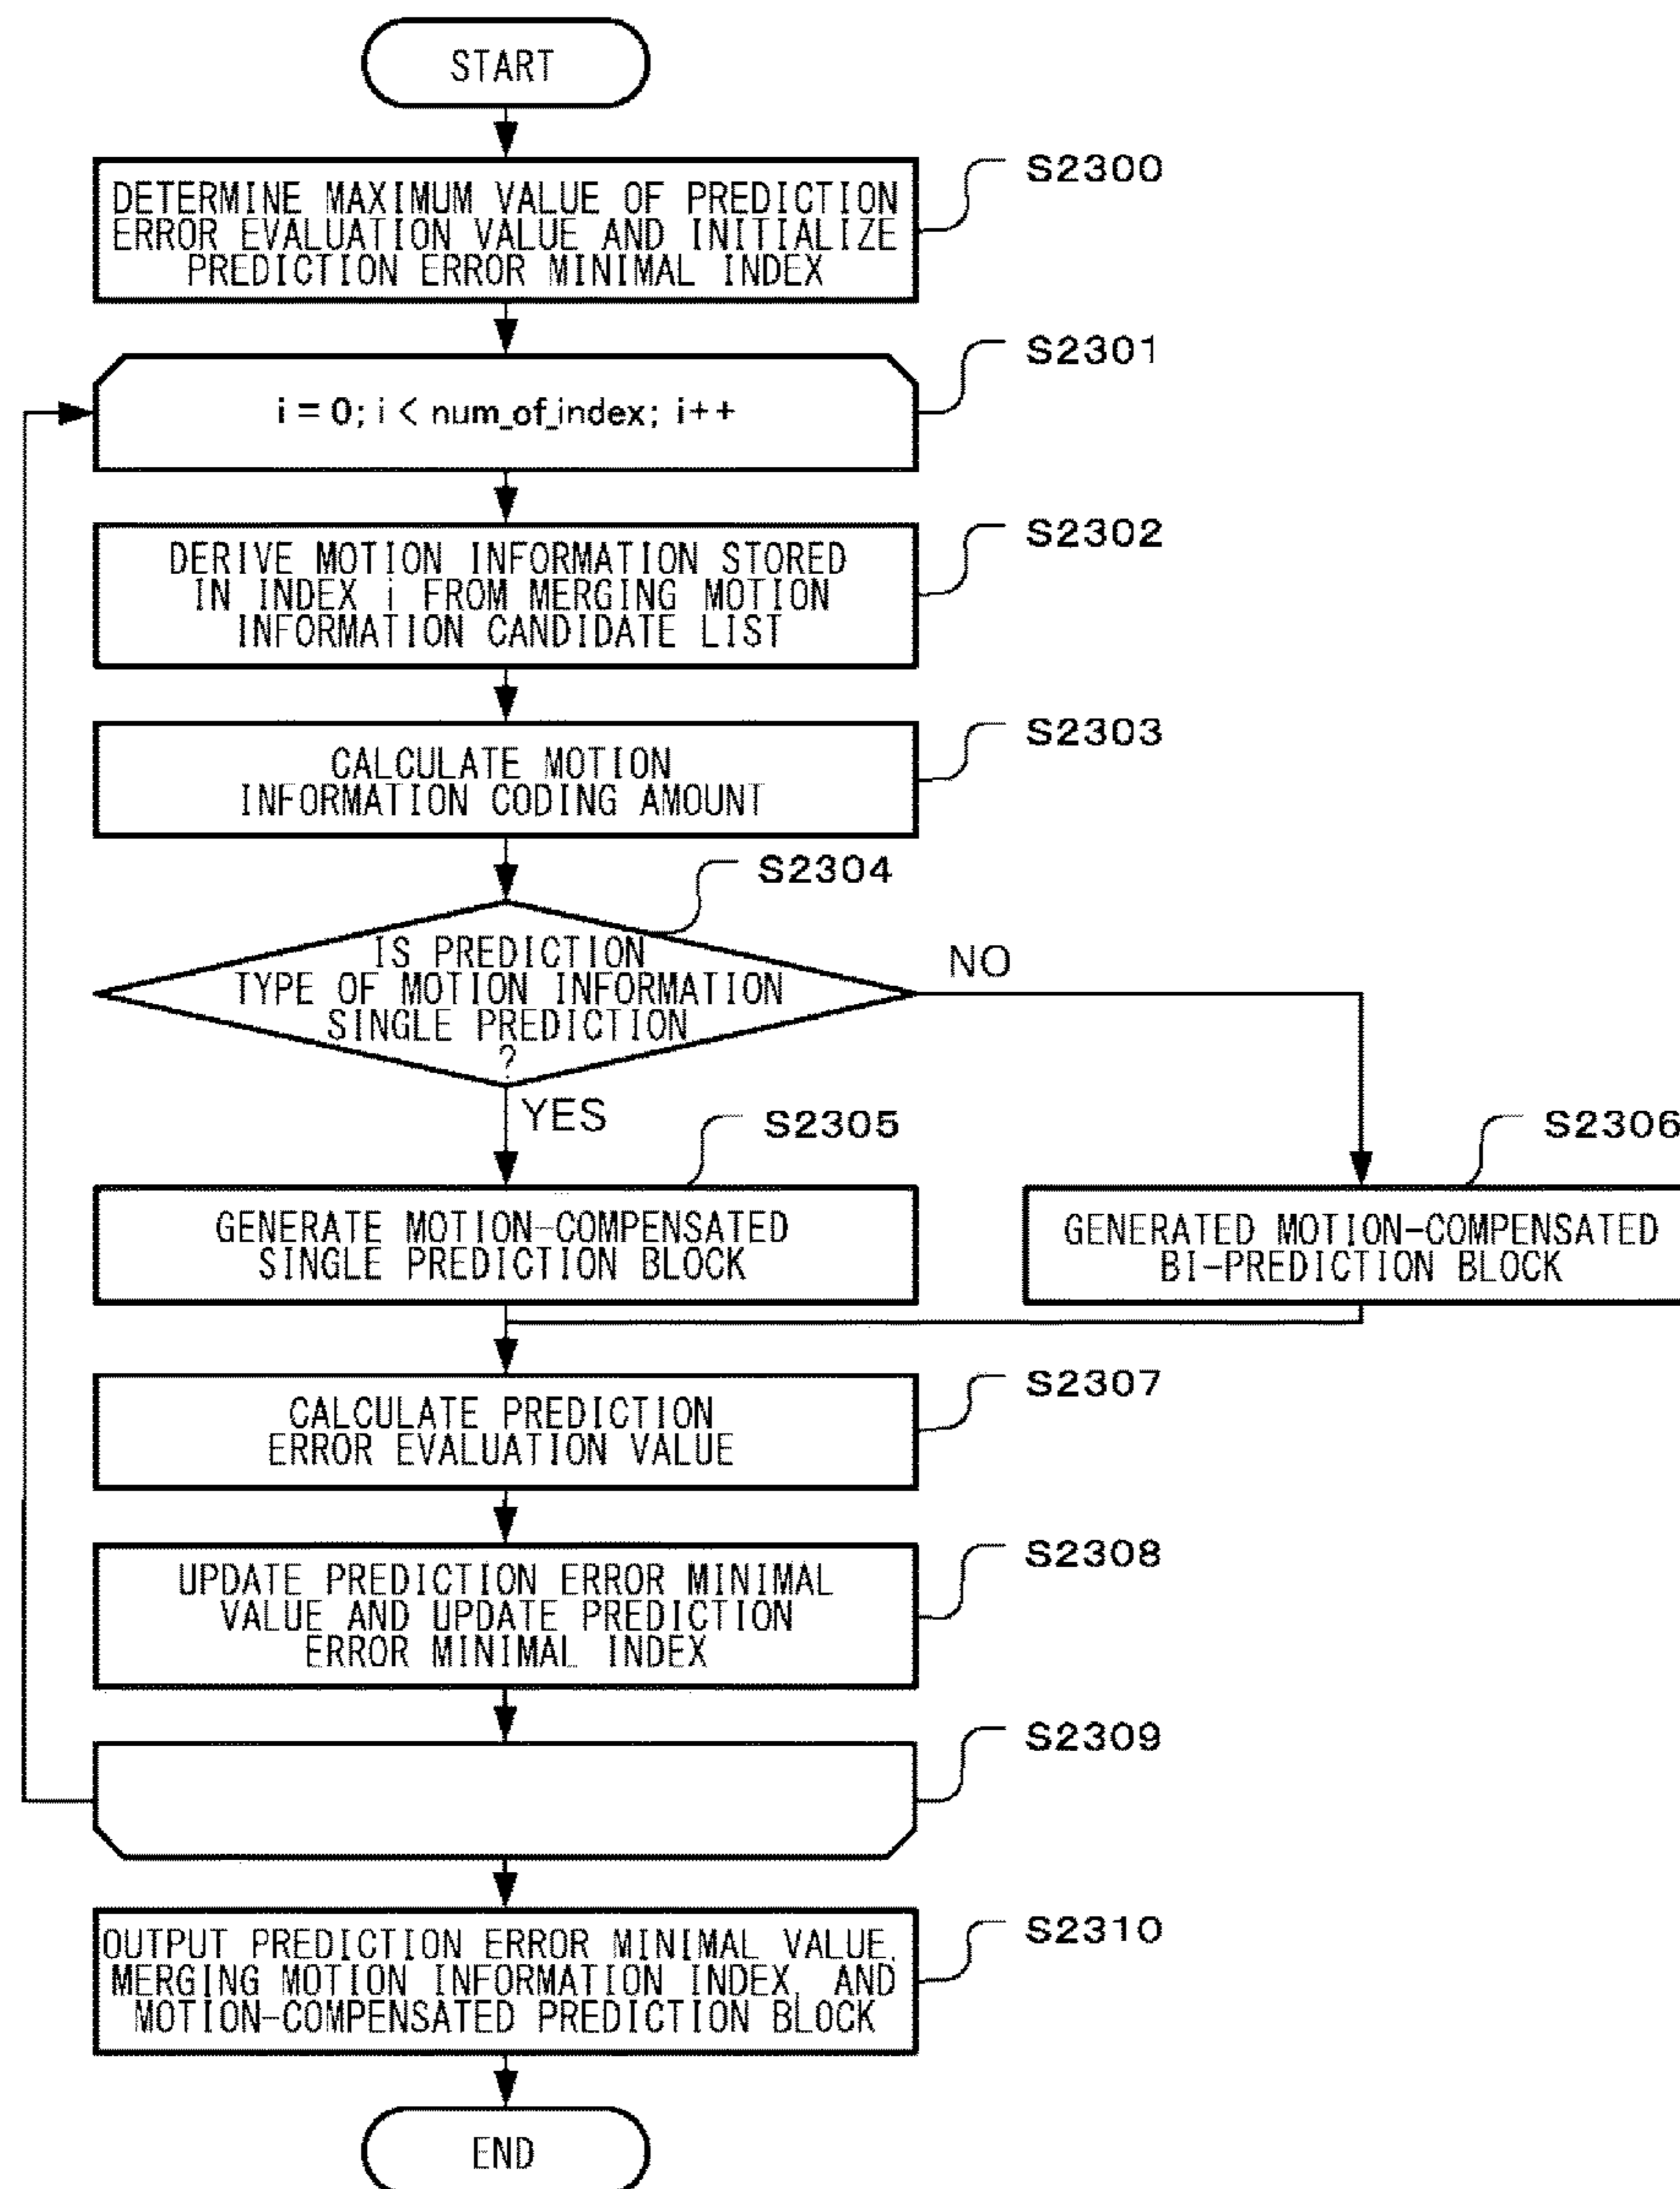 START
S2300
DETERMINE MAXIMUM VALUE OF PREDICTION
ERROR EVALUATION VALUE AND INITIALIZE
PREDICTION ERROR MINIMAL INDEX
S2301
i = 0; i < num_of_index; i++
S2302
DERIVE MOTION INFORMATION STORED
IN INDEX i FROM MERGING MOTION
INFORMATION CANDIDATE LIST
S2303
CALCULATE MOTION
INFORMATION CODING AMOUNT
S2304
IS PREDICTION
TYPE OF MOTION INFORMATION
SINGLE PREDICTION
?
NO
YES
S2305
S2306
GENERATE MOTION-COMPENSATED
SINGLE PREDICTION BLOCK
GENERATED MOTION-COMPENSATED
BI-PREDICTION BLOCK
S2307
CALCULATE PREDICTION
ERROR EVALUATION VALUE
S2308
UPDATE PREDICTION ERROR MINIMAL
VALUE AND UPDATE PREDICTION
ERROR MINIMAL INDEX
S2309
S2310
OUTPUT PREDICTION ERROR MINIMAL VALUE,
MERGING MOTION INFORMATION INDEX, AND
MOTION-COMPENSATED PREDICTION BLOCK
END